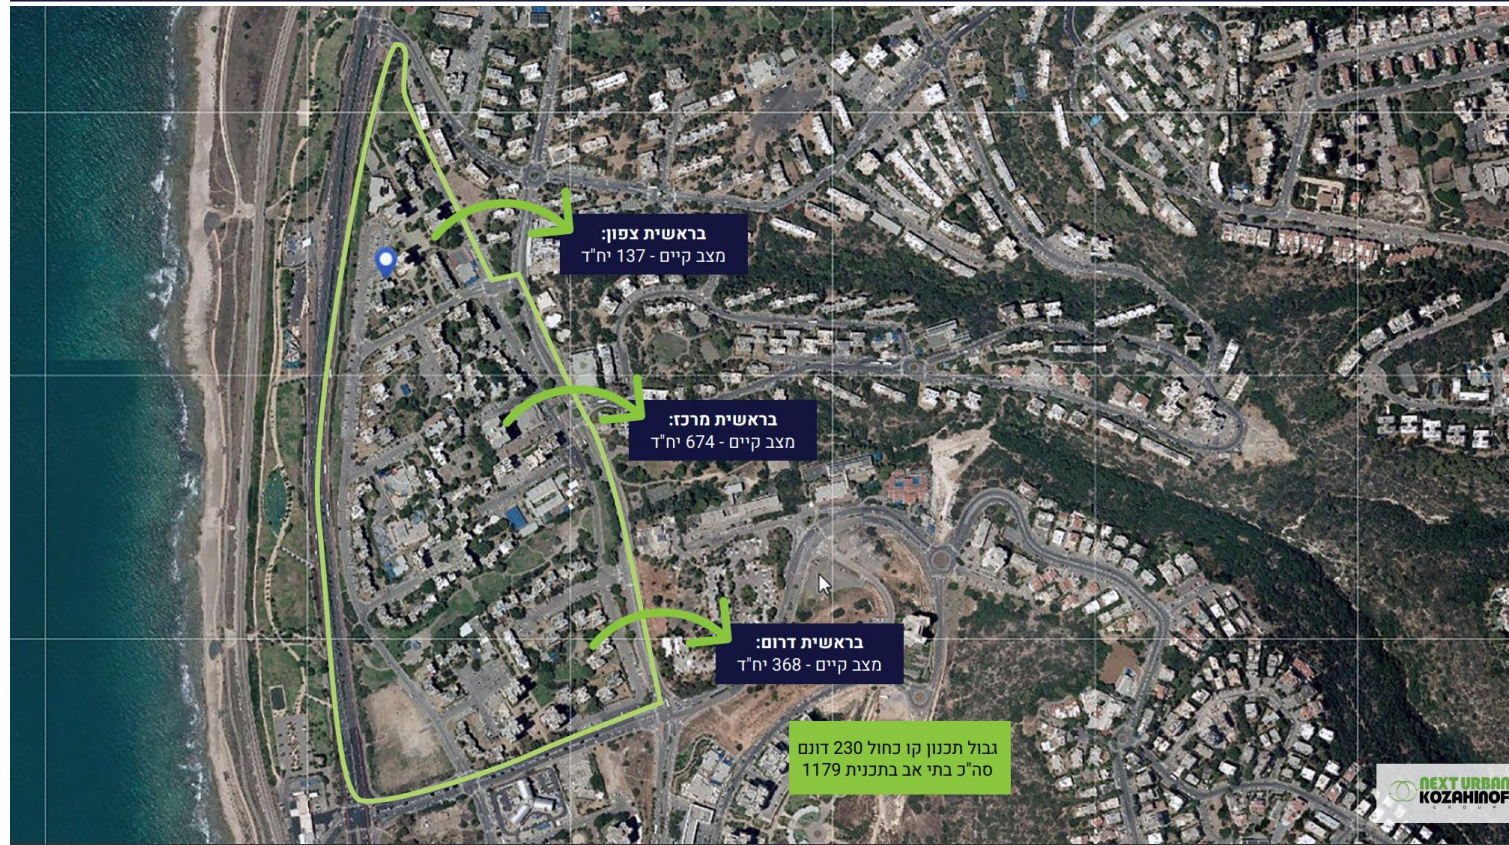 בראשית צפון:
מצב קיים - 137 יח"ד
בראשית מרכז:
מצב קיים - 674 יח"ד
בראשית דרום:
מצב קיים - 368 יח"ד
גבול תכנון קו כחול 230 דונם
סה"כ בתי אב בתכנית 1179
NEXT URBAN
KOZAHINOF
GROUP